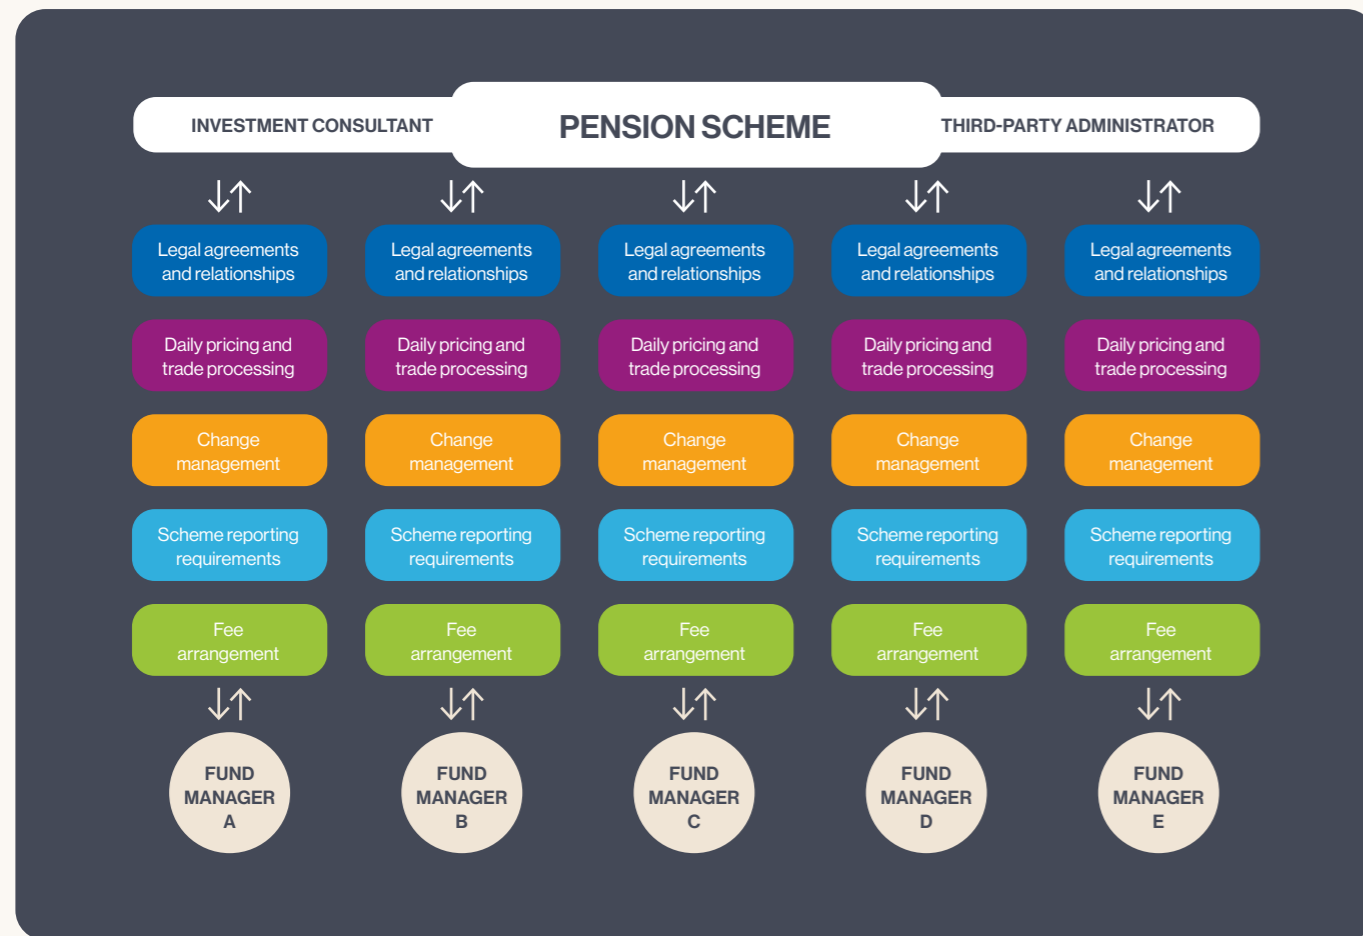 INVESTMENT CONSULTANT PENSION SCHEME THIRD-PARTY ADMINISTRATOR
Legal agreements
and relationships
Legal agreements
and relationships
Legal agreements
and relationships
Legal agreements
and relationships
Legal agreements
and relationships
Daily pricing and
trade processing
Daily pricing and
trade processing
Daily pricing and
trade processing
Daily pricing and
trade processing
Daily pricing and
trade processing
Change
management
Change
management
Change
management
Change
management
Change
management
Scheme reporting
requirements
Scheme reporting
requirements
Scheme reporting
requirements
Scheme reporting
requirements
Scheme reporting
requirements
Fee
arrangement
Fee
arrangement
Fee
arrangement
Fee
arrangement
Fee
arrangement
FUND
MANAGER
A
FUND
MANAGER
B
FUND
MANAGER
C
FUND
MANAGER
D
FUND
MANAGER
E